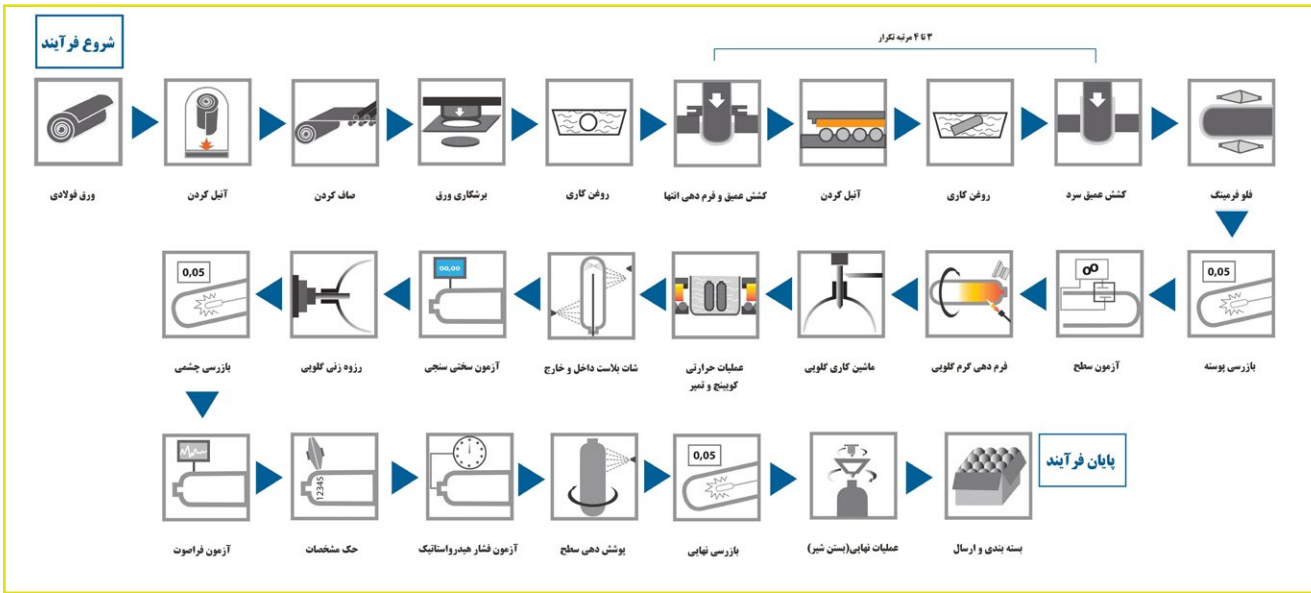 شروع فرآیند
۳ تا ۴ مرتبه تکرار
ورق فولادی
آنیل کردن
صاف کردن
برشکاری ورق
روغن کاری
کشش عمیق و فرم دهی انتها
آنیل کردن
روغن کاری
کشش عمیق سرد
فلو فرمینگ
0,05
بازرسی پوسته
آزمون سطح
فرم دهی گرم گلویی
ماشین کاری گلویی
عملیات حرارتی
کویینچ و تمپر
شات بلاست داخل و خارج
00,00
آزمون سختی سنجی
رزوه زنی گلویی
0,05
بازرسی چشمی
آزمون فراصوت
12345
حک مشخصات
آزمون فشار هیدرواستاتیک
پوشش دهی سطح
0,05
بازرسی نهایی
عملیات نهایی(بستن شیر)
بسته بندی و ارسال
پایان فرآیند